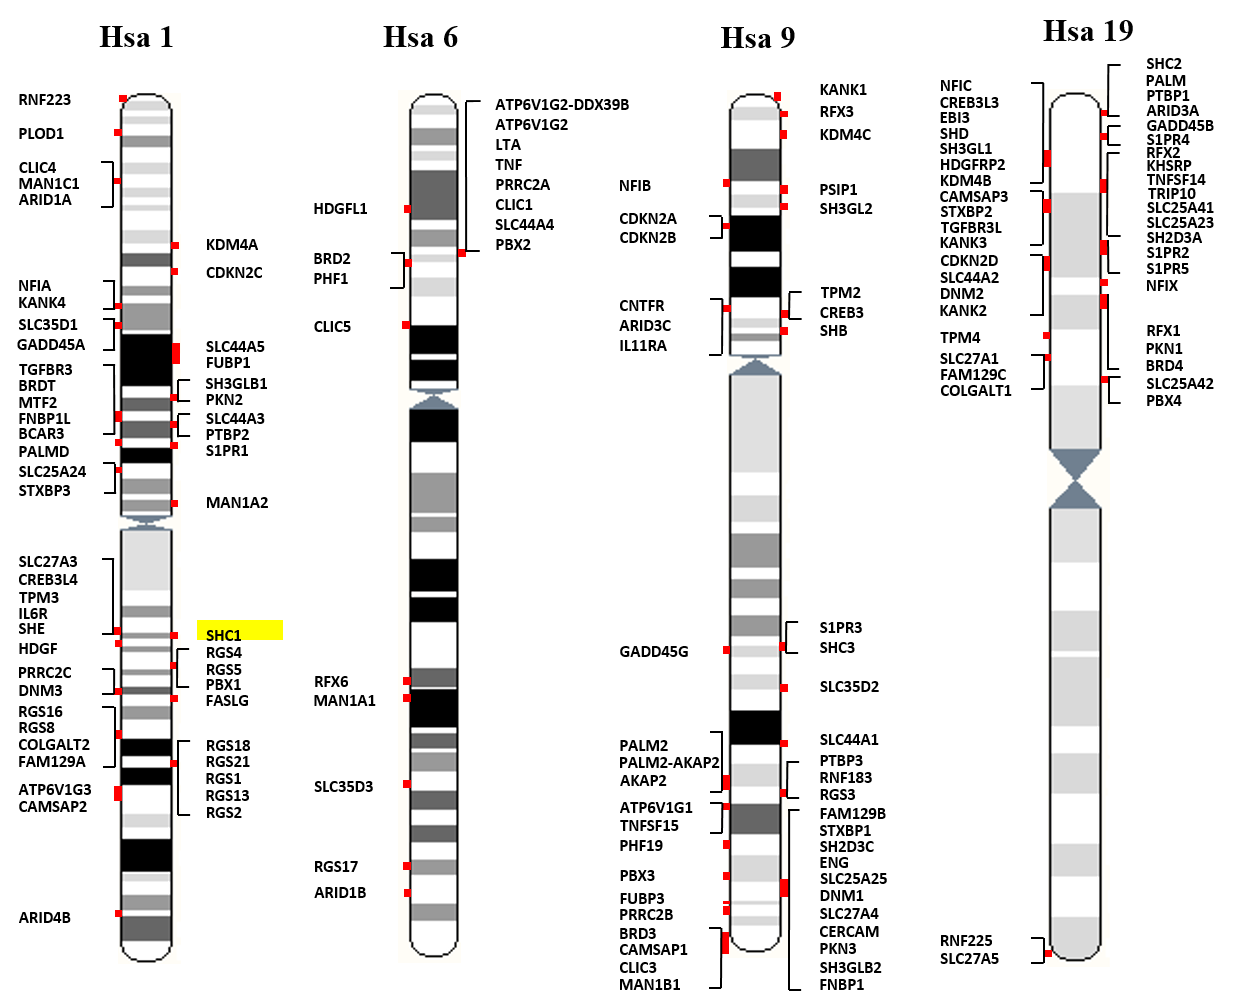 Hsa 1
RNF223
PLOD1
CLIC4
MAN1C1
ARID1A
NFIA
KANK4
SLC35D1
GADD45A
TGFBR3
BRDT
MTF2
FNBP1L
BCAR3
PALMD
SLC25A24
STXBP3
SLC27A3
CREB3L4
TPM3
IL6R
SHE
HDGF
PRRC2C
DNM3
RGS16
RGS8
COLGALT2
FAM129A
ATP6V1G3
CAMSAP2
ARID4B
KDM4A
CDKN2C
SLC44A5
FUBP1
SH3GLB1
PKN2
SLC44A3
PTBP2
S1PR1
MAN1A2
SHC1
RGS4
RGS5
PBX1
FASLG
RGS18
RGS21
RGS1
RGS13
RGS2
Hsa 6
HDGFL1
BRD2
PHF1
CLIC5
RFX6
MAN1A1
SLC35D3
RGS17
ARID1B
ATP6V1G2-DDX39B
ATP6V1G2
LTA
TNF
PRRC2A
CLIC1
SLC44A4
PBX2
Hsa 9
NFIB
CDKN2A
CDKN2B
CNTFR
ARID3C
IL11RA
GADD45G
PALM2
PALM2-AKAP2
AKAP2
ATP6V1G1
TNFSF15
PHF19
PBX3
FUBP3
PRRC2B
BRD3
CAMSAP1
CLIC3
MAN1B1
KANK1
RFX3
KDM4C
PSIP1
SH3GL2
TPM2
CREB3
SHB
S1PR3
SHC3
SLC35D2
SLC44A1
PTBP3
RNF183
RGS3
FAM129B
STXBP1
SH2D3C
ENG
SLC25A25
DNM1
SLC27A4
CERCAM
PKN3
SH3GLB2
FNBP1
Hsa 19
NFIC
CREB3L3
EBI3
SHD
SH3GL1
HDGFRP2
KDM4B
CAMSAP3
STXBP2
TGFBR3L
KANK3
CDKN2D
SLC44A2
DNM2
KANK2
TPM4
SLC27A1
FAM129C
COLGALT1
RNF225
SLC27A5
SHC2
PALM
PTBP1
ARID3A
GADD45B
S1PR4
RFX2
KHSRP
TNFSF14
TRIP10
SLC25A41
SLC25A23
SH2D3A
S1PR2
S1PR5
NFIX
RFX1
PKN1
BRD4
SLC25A42
PBX4